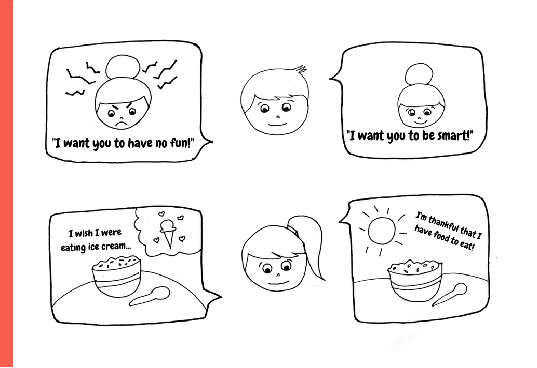 "I want you to have no fun!"
"I want you to be smart!"
I wish I were
eating ice cream...
I'm thankful that I
have food to eat!